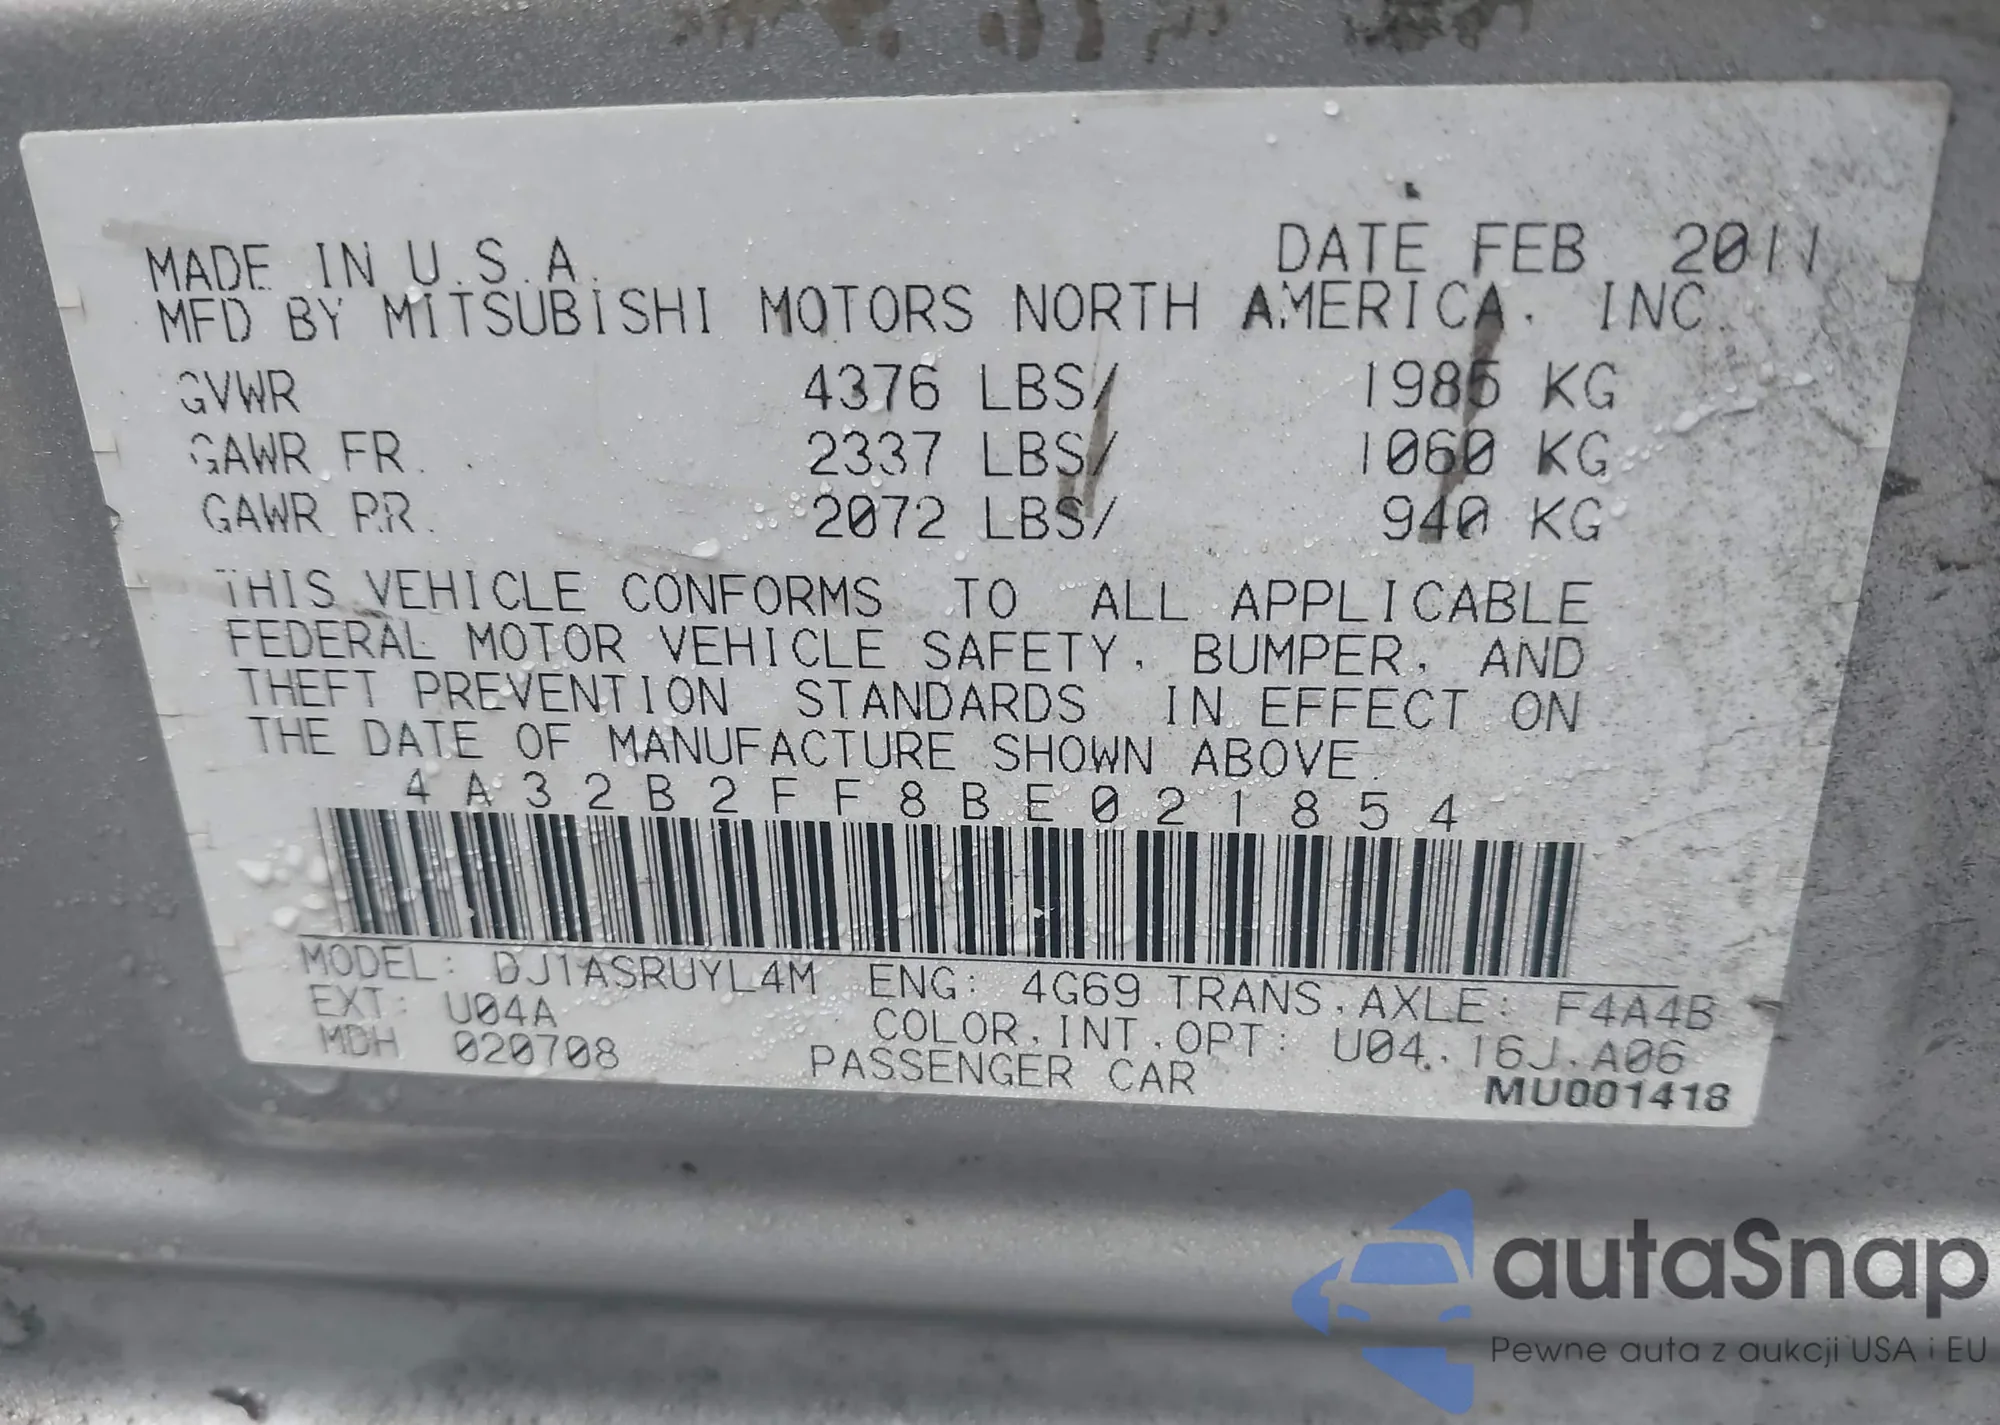 MADE IN U.S.A. DATE FEB 2011
MFD BY MITSUBISHI MOTORS NORTH AMERICA, INC.
GVWR 4376 LBS/ 1985 KG
GAWR FR. 2337 LBS/ 1060 KG
GAWR RR. 2072 LBS/ 940 KG
THIS VEHICLE CONFORMS TO ALL APPLICABLE
FEDERAL MOTOR VEHICLE SAFETY, BUMPER, AND
THEFT PREVENTION STANDARDS IN EFFECT ON
THE DATE OF MANUFACTURE SHOWN ABOVE.
4A32B2FF8BE021854
MODEL: DJ1ASRUYL4M ENG: 4G69 TRANS,AXLE: F4A4B
EXT: U04A COLOR,INT,OPT: U04,16J,A06
MDH 020708 PASSENGER CAR
MU001418
autaSnap
Pewne auta z aukcji USA i EU